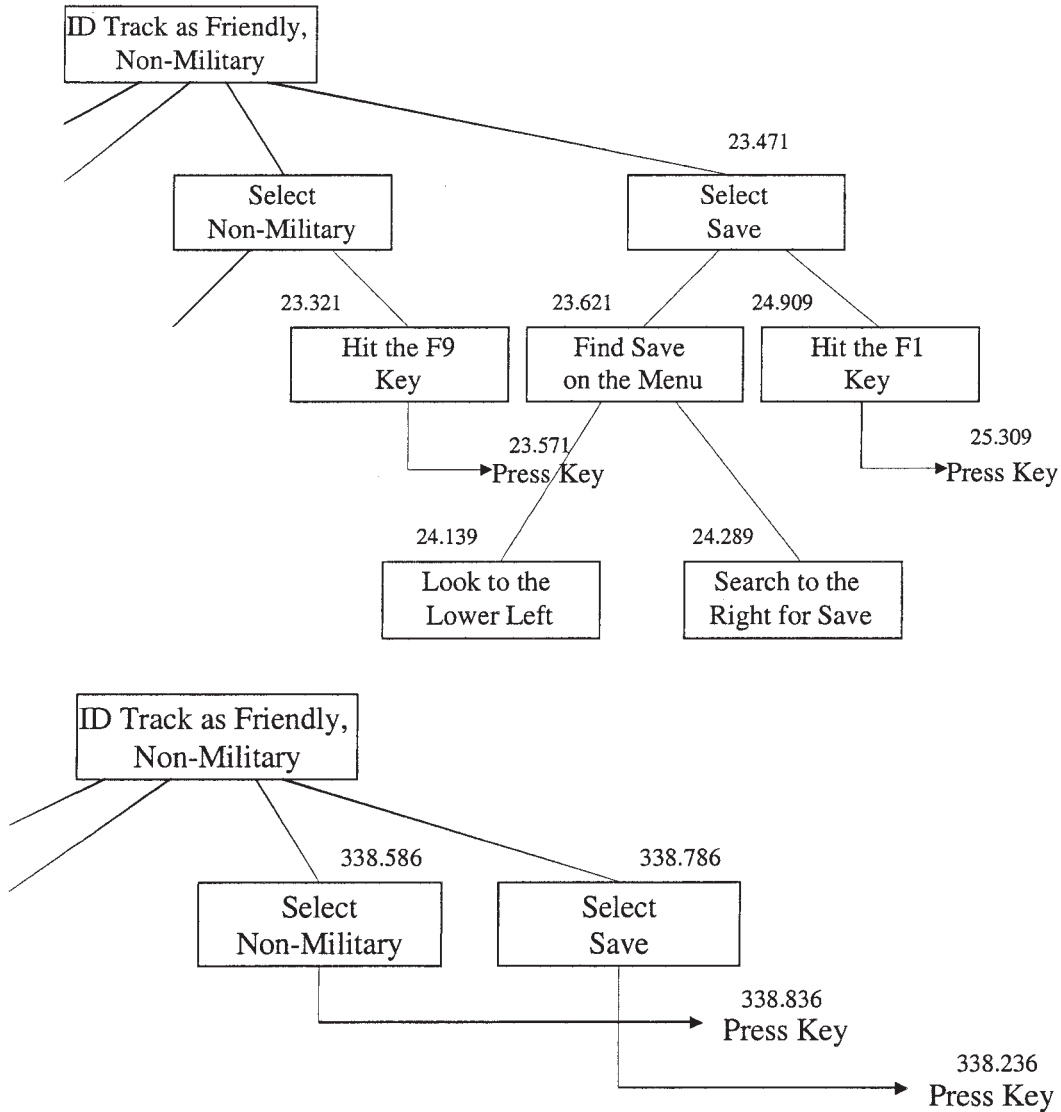 ID Track as Friendly,
Non-Military
23.471
Select
Non-Military
Select
Save
23.321
23.621
24.909
Hit the F9
Key
Find Save
on the Menu
Hit the F1
Key
23.571
Press Key
25.309
Press Key
24.139
24.289
Look to the
Lower Left
Search to the
Right for Save
ID Track as Friendly,
Non-Military
338.586
338.786
Select
Non-Military
Select
Save
338.836
Press Key
338.236
Press Key